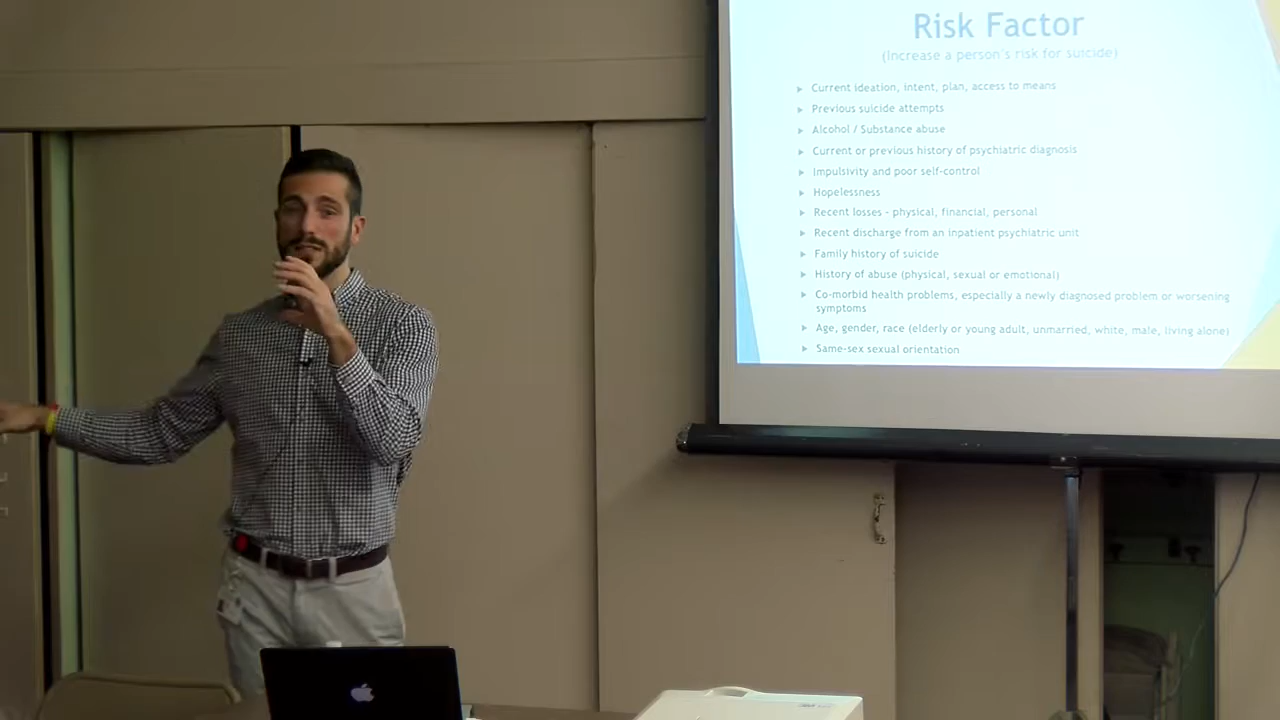 Risk Factor
(Increase a person's risk for suicide)
Current ideation, intent, plan, access to means
Previous suicide attempts
Alcohol / Substance abuse
Current or previous history of psychiatric diagnosis
Impulsivity and poor self-control
Hopelessness
Recent losses - physical, financial, personal
Recent discharge from an inpatient psychiatric unit
Family history of suicide
History of abuse (physical, sexual or emotional)
Co-morbid health problems, especially a newly diagnosed problem or worsening
symptoms
Age, gender, race (elderly or young adult, unmarried, white, male, living alone)
Same-sex sexual orientation